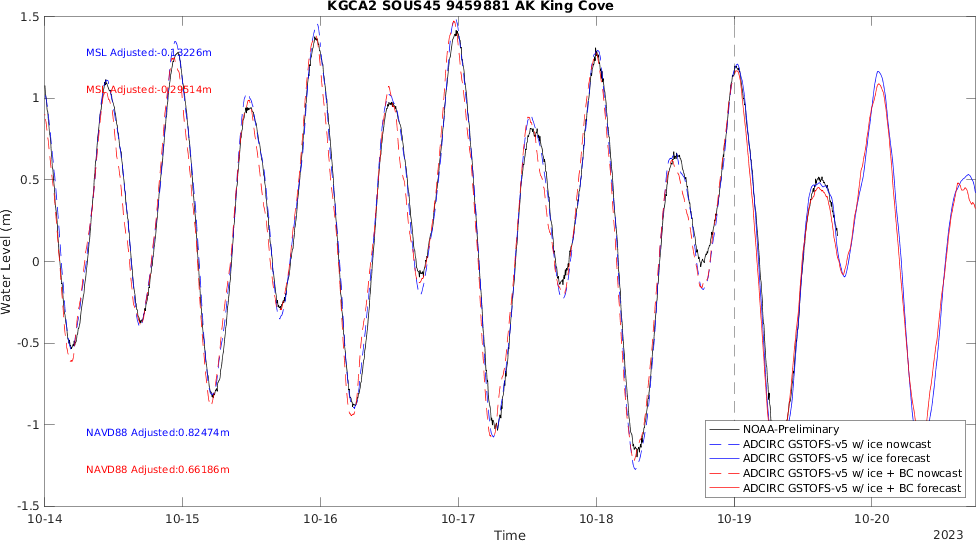 KGCA2 SOUS45 9459881 AK King Cove
Water Level (m)
1.5
1
0.5
0
-0.5
-1
-1.5
MSL Adjusted:-0.13226m
MSL Adjusted:-0.29514m
NAVD88 Adjusted:0.82474m
NAVD88 Adjusted:0.66186m
NOAA-Preliminary
ADCIRC GSTOFS-v5 w/ ice nowcast
ADCIRC GSTOFS-v5 w/ ice forecast
ADCIRC GSTOFS-v5 w/ ice + BC nowcast
ADCIRC GSTOFS-v5 w/ ice + BC forecast
10-14 10-15 10-16 10-17 10-18 10-19 10-20
Time
2023